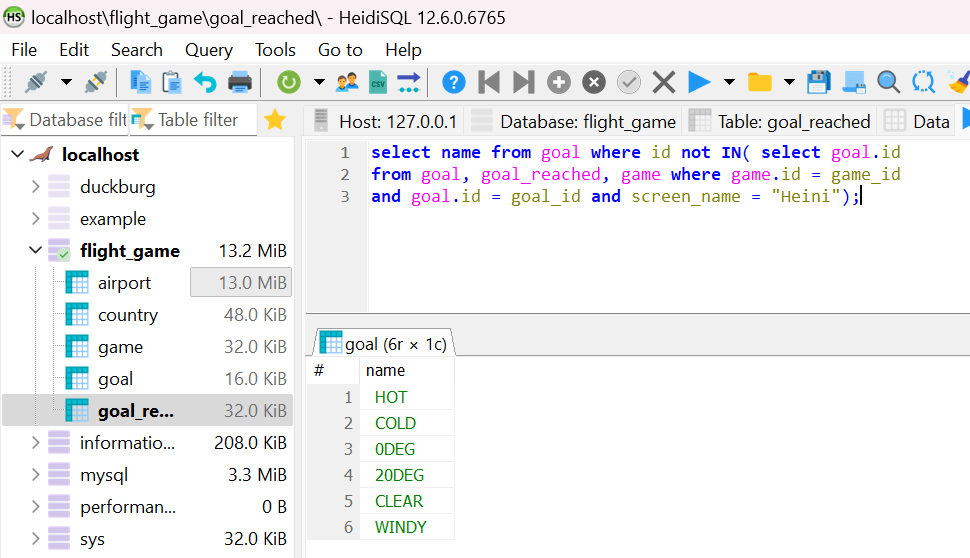 HS localhost\flight_game\goal_reached\ - HeidiSQL 12.6.0.6765
File Edit Search Query Tools Go to Help
Database filt Table filter Host: 127.0.0.1 Database: flight_game Table: goal_reached Data
localhost
duckburg
example
flight_game 13.2 MiB
airport 13.0 MiB
country 48.0 KiB
game 32.0 KiB
goal 16.0 KiB
goal_re... 32.0 KiB
informatio... 208.0 KiB
mysql 3.3 MiB
performan... 0 B
sys 32.0 KiB
1 select name from goal where id not IN( select goal.id
2 from goal, goal_reached, game where game.id = game_id
3 and goal.id = goal_id and screen_name = "Heini");
goal (6r × 1c)
# name
1 HOT
2 COLD
3 0DEG
4 20DEG
5 CLEAR
6 WINDY